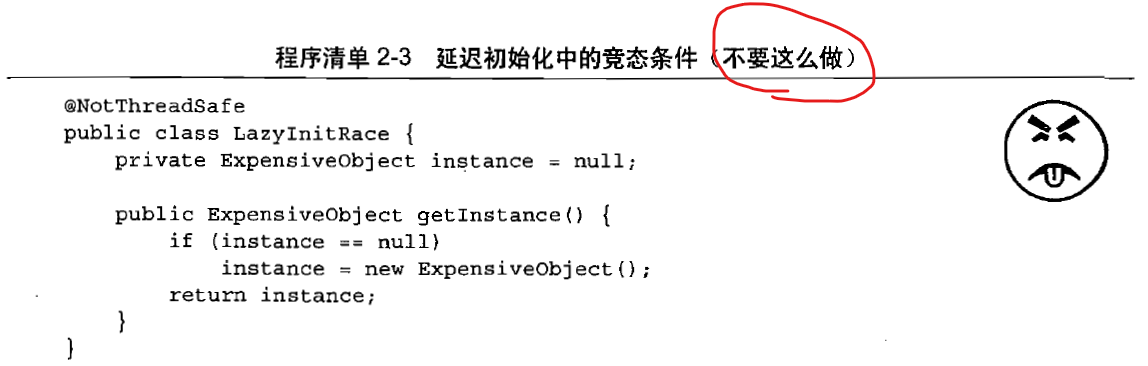 程序清单 2-3 延迟初始化中的竞态条件（不要这么做）
@NotThreadSafe
public class LazyInitRace {
    private ExpensiveObject instance = null;
    public ExpensiveObject getInstance() {
        if (instance == null)
            instance = new ExpensiveObject();
        return instance;
    }
}